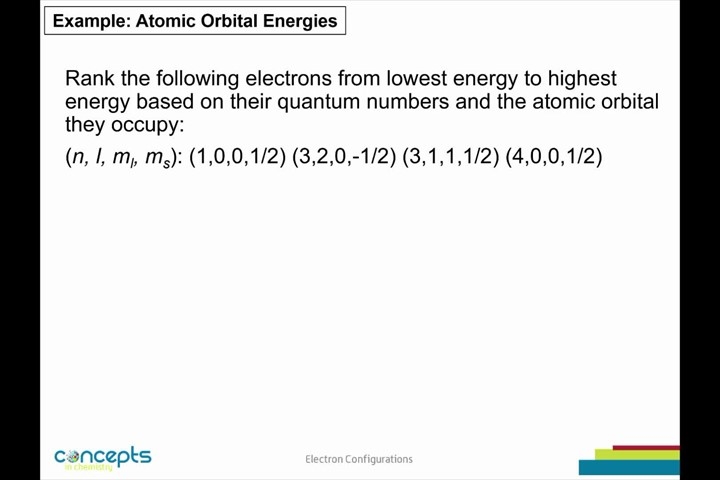 Example: Atomic Orbital Energies
Rank the following electrons from lowest energy to highest
energy based on their quantum numbers and the atomic orbital
they occupy:
(n, l, mₗ, mₛ): (1,0,0,1/2) (3,2,0,-1/2) (3,1,1,1/2) (4,0,0,1/2)
concepts
in chemistry
Electron Configurations